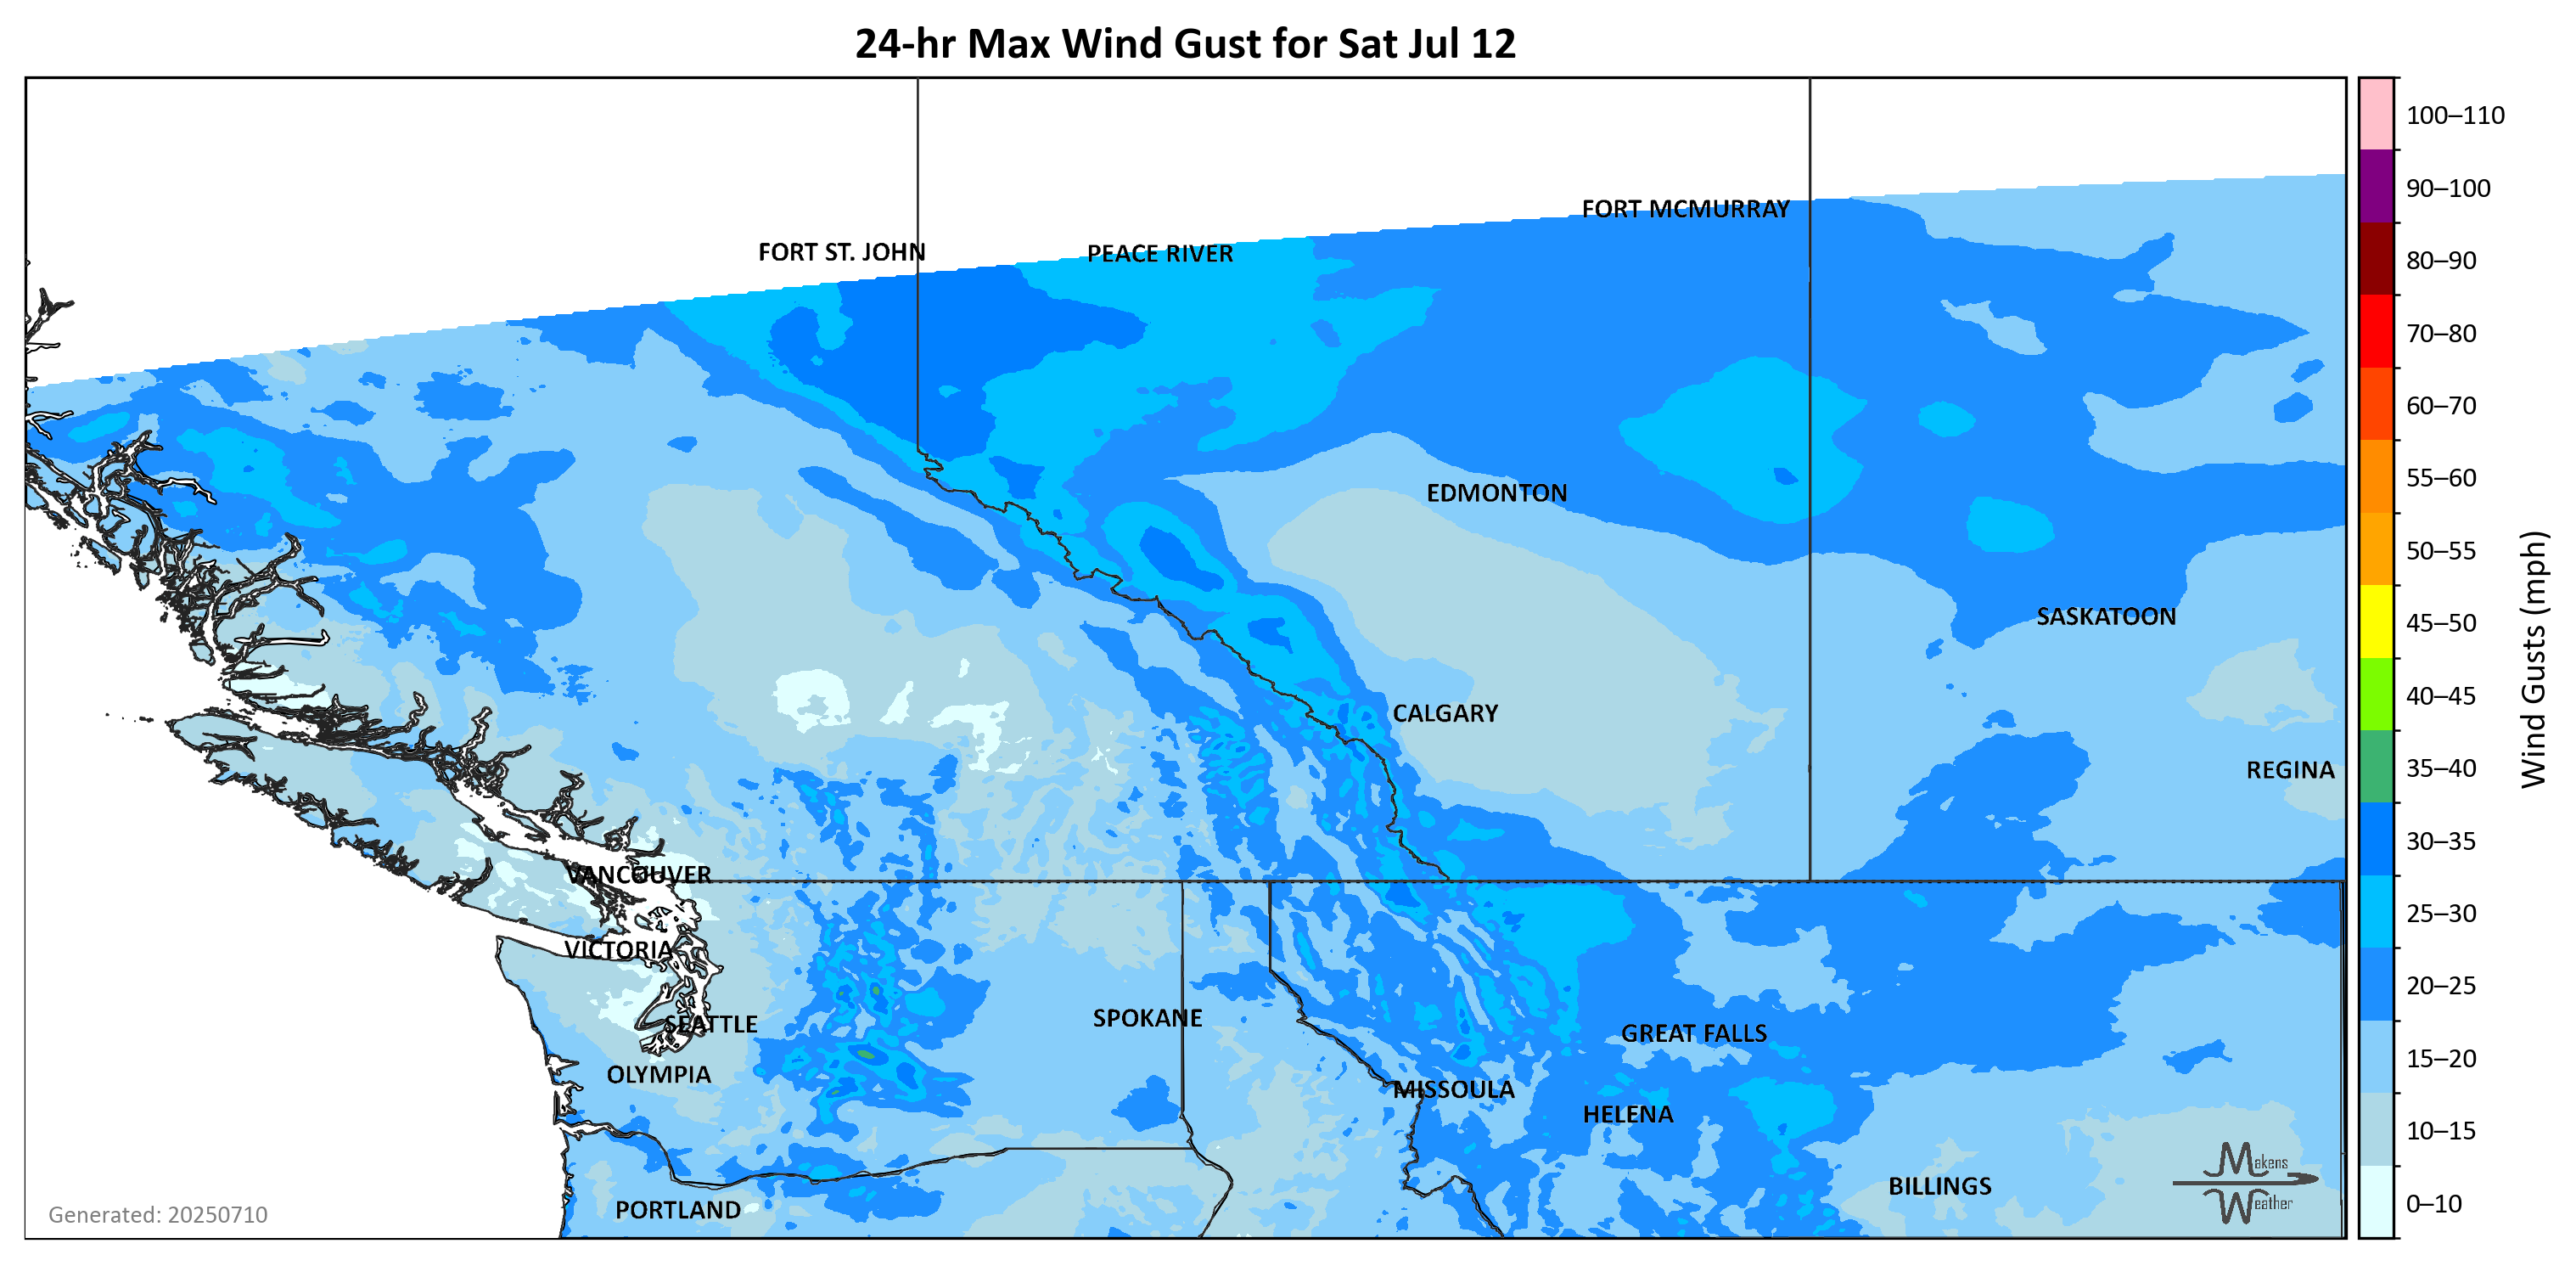 24-hr Max Wind Gust for Sat Jul 12
100–110
FORT MCMURRAY
90–100
FORT ST. JOHN
PEACE RIVER
80–90
70–80
60–70
55–60
EDMONTON
50–55
SASKATOON
45–50
Wind Gusts (mph)
CALGARY
40–45
REGINA
35–40
30–35
VANCOUVER
25–30
VICTORIA
20–25
SPOKANE
SEATTLE
GREAT FALLS
15–20
OLYMPIA
MISSOULA
HELENA
10–15
Makens
BILLINGS
Weather
PORTLAND
0–10
Generated: 20250710